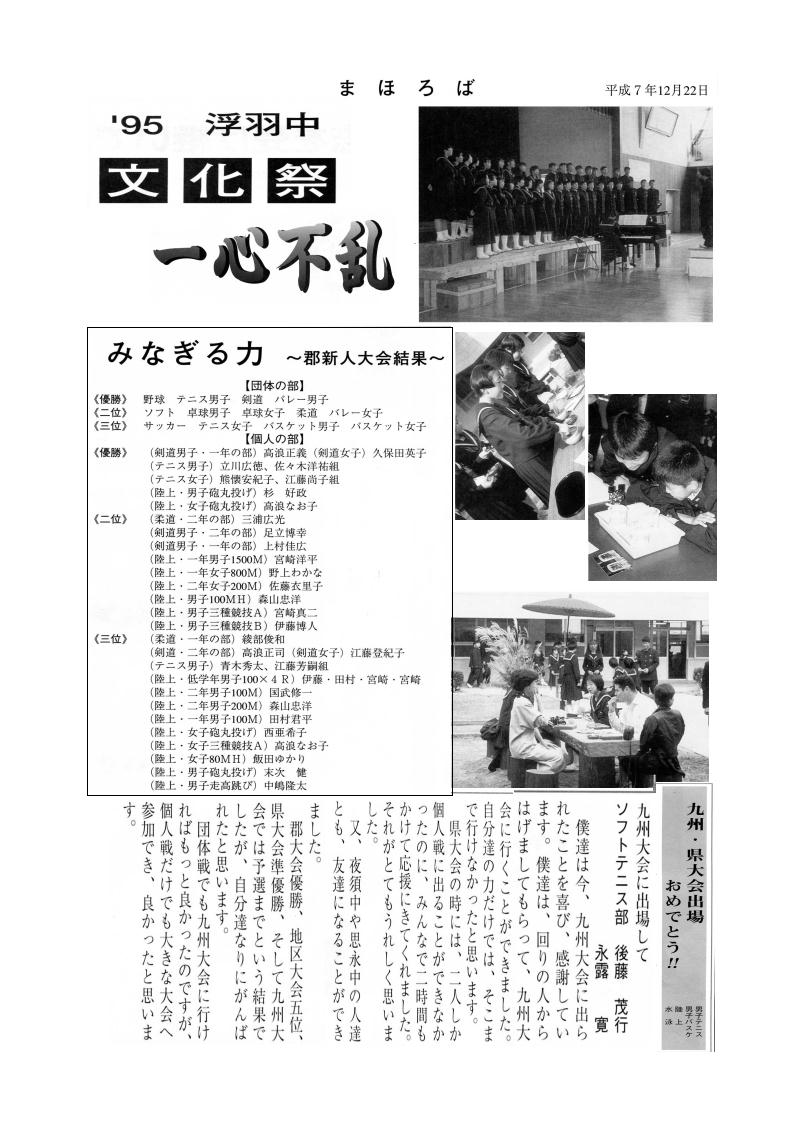 まほろば
平成７年12月22日
'95　浮羽中
文化祭
一心不乱
みなぎる力　～郡新人大会結果～
【団体の部】
《優勝》　野球　テニス男子　剣道　バレー男子
《二位》　ソフト　卓球男子　卓球女子　柔道　バレー女子
《三位》　サッカー　テニス女子　バスケット男子　バスケット女子
【個人の部】
《優勝》　（剣道男子・一年の部）高浪正義（剣道女子）久保田英子
（テニス男子）立川広徳、佐々木洋祐組
（テニス女子）熊懐安紀子、江藤尚子組
（陸上・男子砲丸投げ）杉　好政
（陸上・女子砲丸投げ）高浪なお子
《二位》　（柔道・二年の部）三浦広光
（剣道男子・二年の部）足立博幸
（剣道男子・一年の部）上村佳広
（陸上・一年男子1500Ｍ）宮崎洋平
（陸上・一年女子800Ｍ）野上わかな
（陸上・二年女子200Ｍ）佐藤衣里子
（陸上・男子100ＭＨ）森山忠洋
（陸上・男子三種競技Ａ）宮崎真二
（陸上・男子三種競技Ｂ）伊藤博人
《三位》　（柔道・一年の部）綾部俊和
（剣道・二年の部）高浪正司（剣道女子）江藤登紀子
（テニス男子）青木秀太、江藤芳嗣組
（陸上・低学年男子100×４Ｒ）伊藤・田村・宮崎・宮崎
（陸上・二年男子100Ｍ）国武修一
（陸上・二年男子200Ｍ）森山忠洋
（陸上・一年男子100Ｍ）田村君平
（陸上・女子砲丸投げ）西亜希子
（陸上・女子三種競技Ａ）高浪なお子
（陸上・女子80ＭＨ）飯田ゆかり
（陸上・男子砲丸投げ）末次　健
（陸上・男子走高跳び）中嶋隆太
九州・県大会出場
おめでとう!!
男子テニス
男子バスケ
陸上
水泳
九州大会に出場して
ソフトテニス部　後藤　茂行
永露　寛
僕達は今、九州大会に出ら
れたことを喜び、感謝してい
ます。僕達は、回りの人から
はげましてもらって、九州大
会に行くことができました。
自分達の力だけでは、そこま
で行けなかったと思います。
県大会の時には、二人しか
個人戦に出ることができなか
ったのに、みんなで二時間も
かけて応援にきてくれました。
それがとてもうれしく思いま
した。
又、夜須中や思永中の人達
とも、友達になることができ
ました。
郡大会優勝、地区大会五位、
県大会準優勝、そして九州大
会では予選までという結果で
したが、自分達なりにがんば
れたと思います。
団体戦でも九州大会に行け
ればもっと良かったのですが、
個人戦だけでも大きな大会へ
参加でき、良かったと思いま
す。